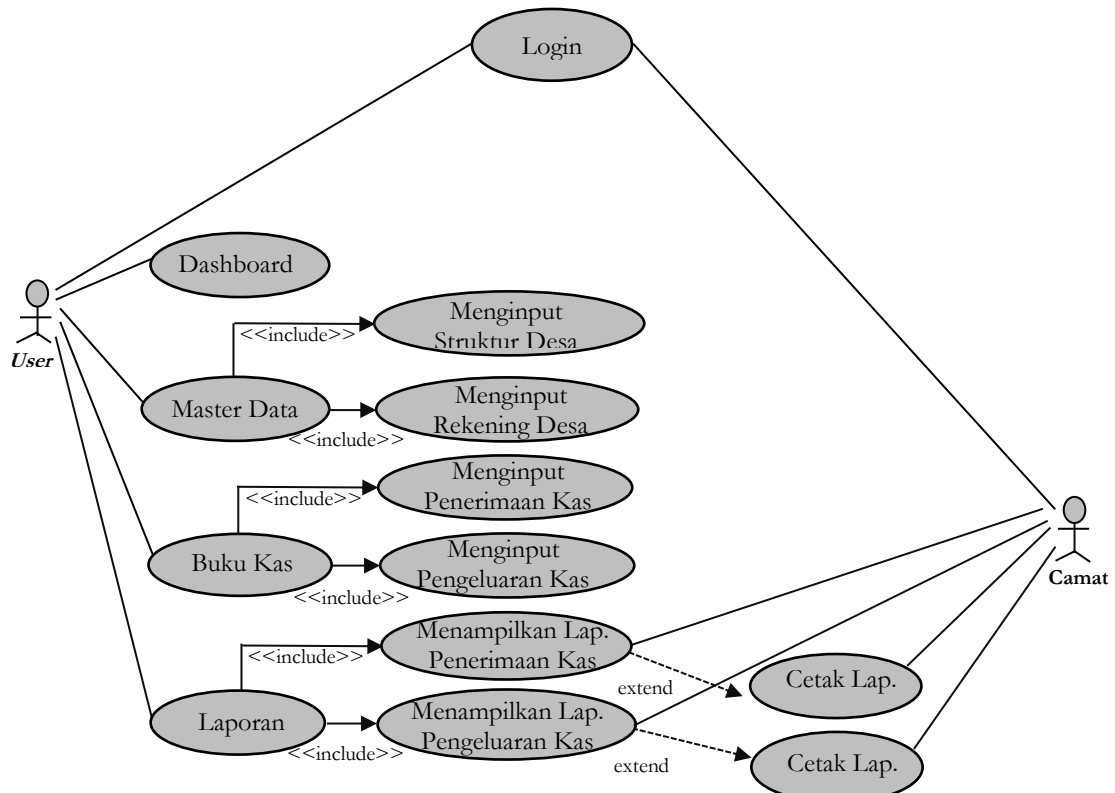 Login
Dashboard
User
Menginput
Struktur Desa
<<include>>
Master Data
Menginput
Rekening Desa
<<include>>
Menginput
Penerimaan Kas
<<include>>
Buku Kas
Menginput
Pengeluaran Kas
<<include>>
Camat
Menampilkan Lap.
Penerimaan Kas
<<include>>
extend
Cetak Lap.
Laporan
Menampilkan Lap.
Pengeluaran Kas
<<include>>
extend
Cetak Lap.